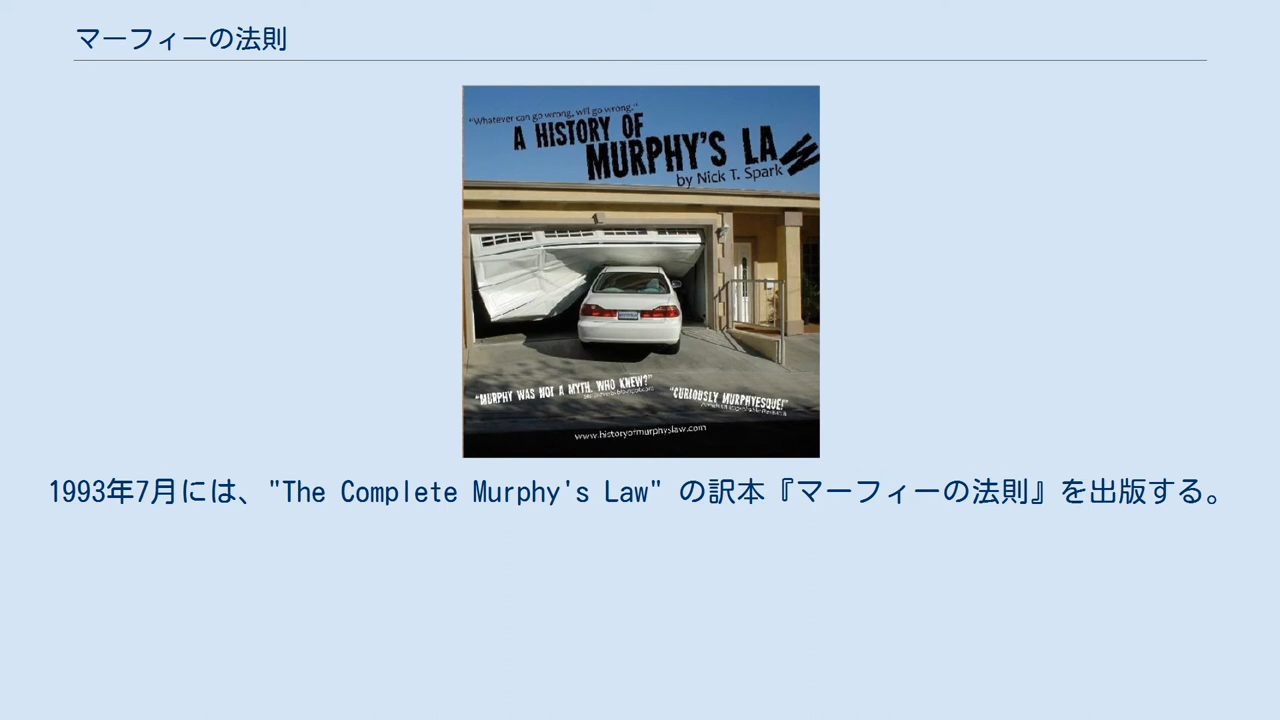 マーフィーの法則
"Whatever can go wrong, will go wrong."
A HISTORY OF
MURPHY'S LAW
by Nick T. Spark
"MURPHY WAS NOT A MYTH. WHO KNEW?"
"CURIOUSLY MURPHYESQUE!"
www.historyofmurphyslaw.com
1993年7月には、"The Complete Murphy's Law" の訳本『マーフィーの法則』を出版する。